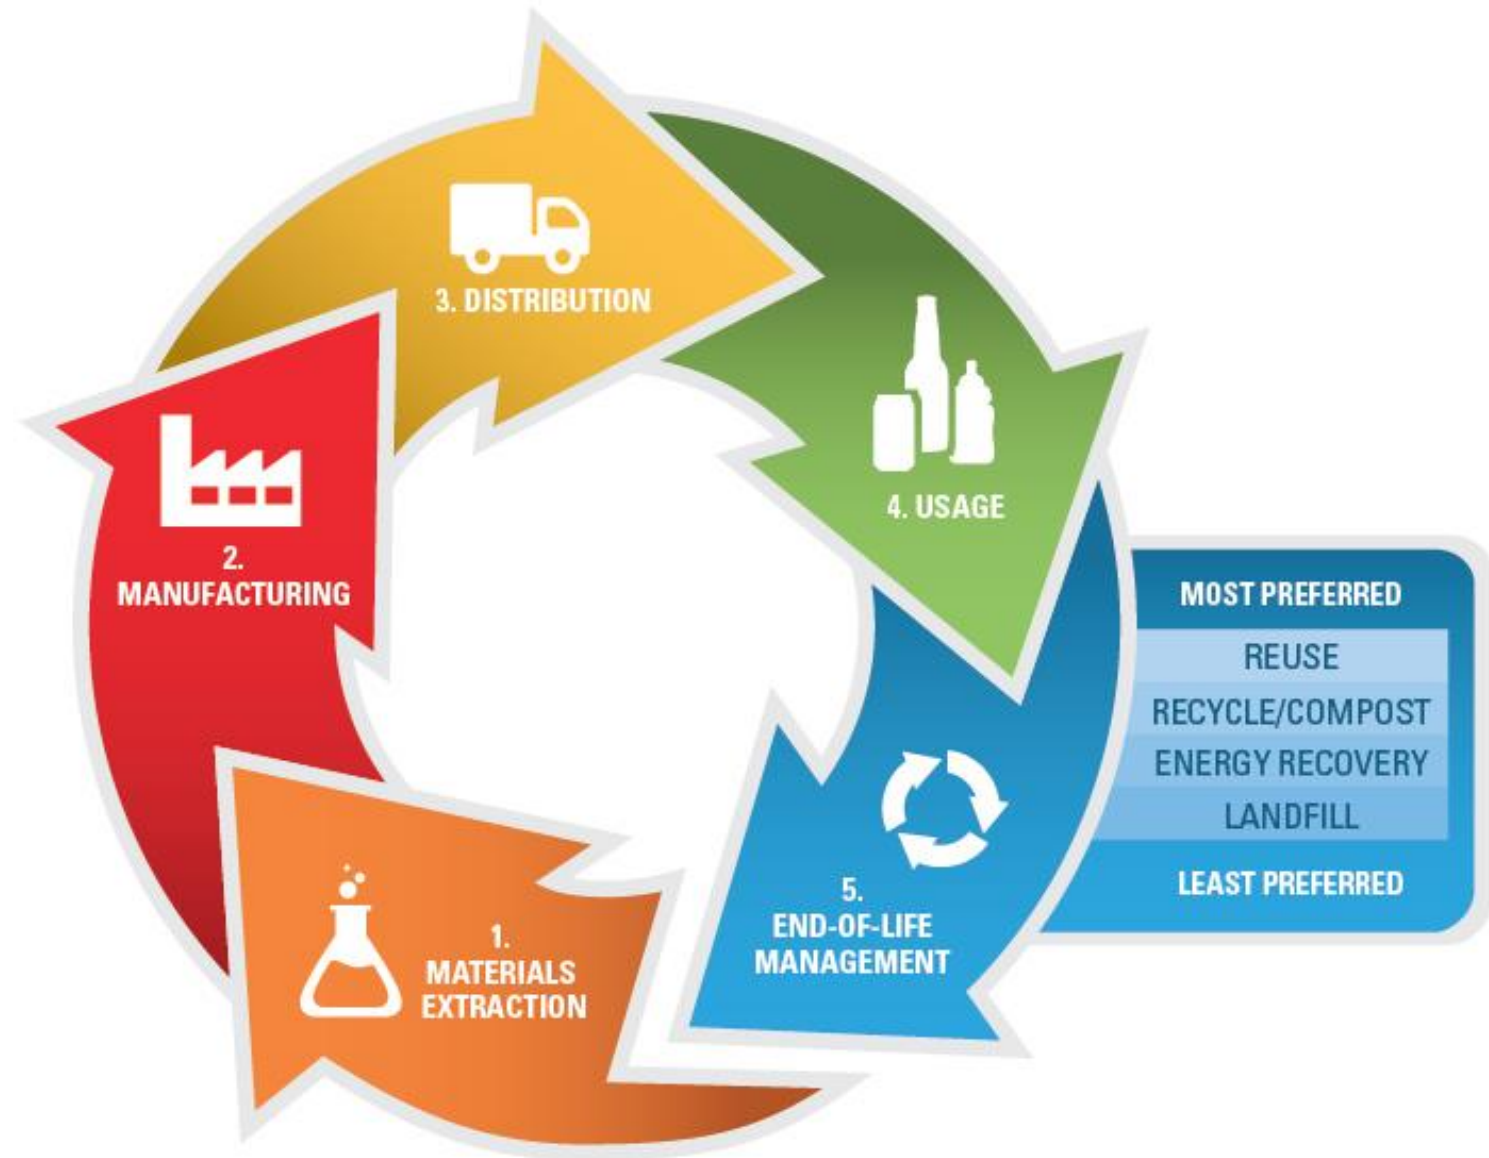 1.
MATERIALS
EXTRACTION
2.
MANUFACTURING
3. DISTRIBUTION
4. USAGE
5.
END-OF-LIFE
MANAGEMENT
MOST PREFERRED
REUSE
RECYCLE/COMPOST
ENERGY RECOVERY
LANDFILL
LEAST PREFERRED